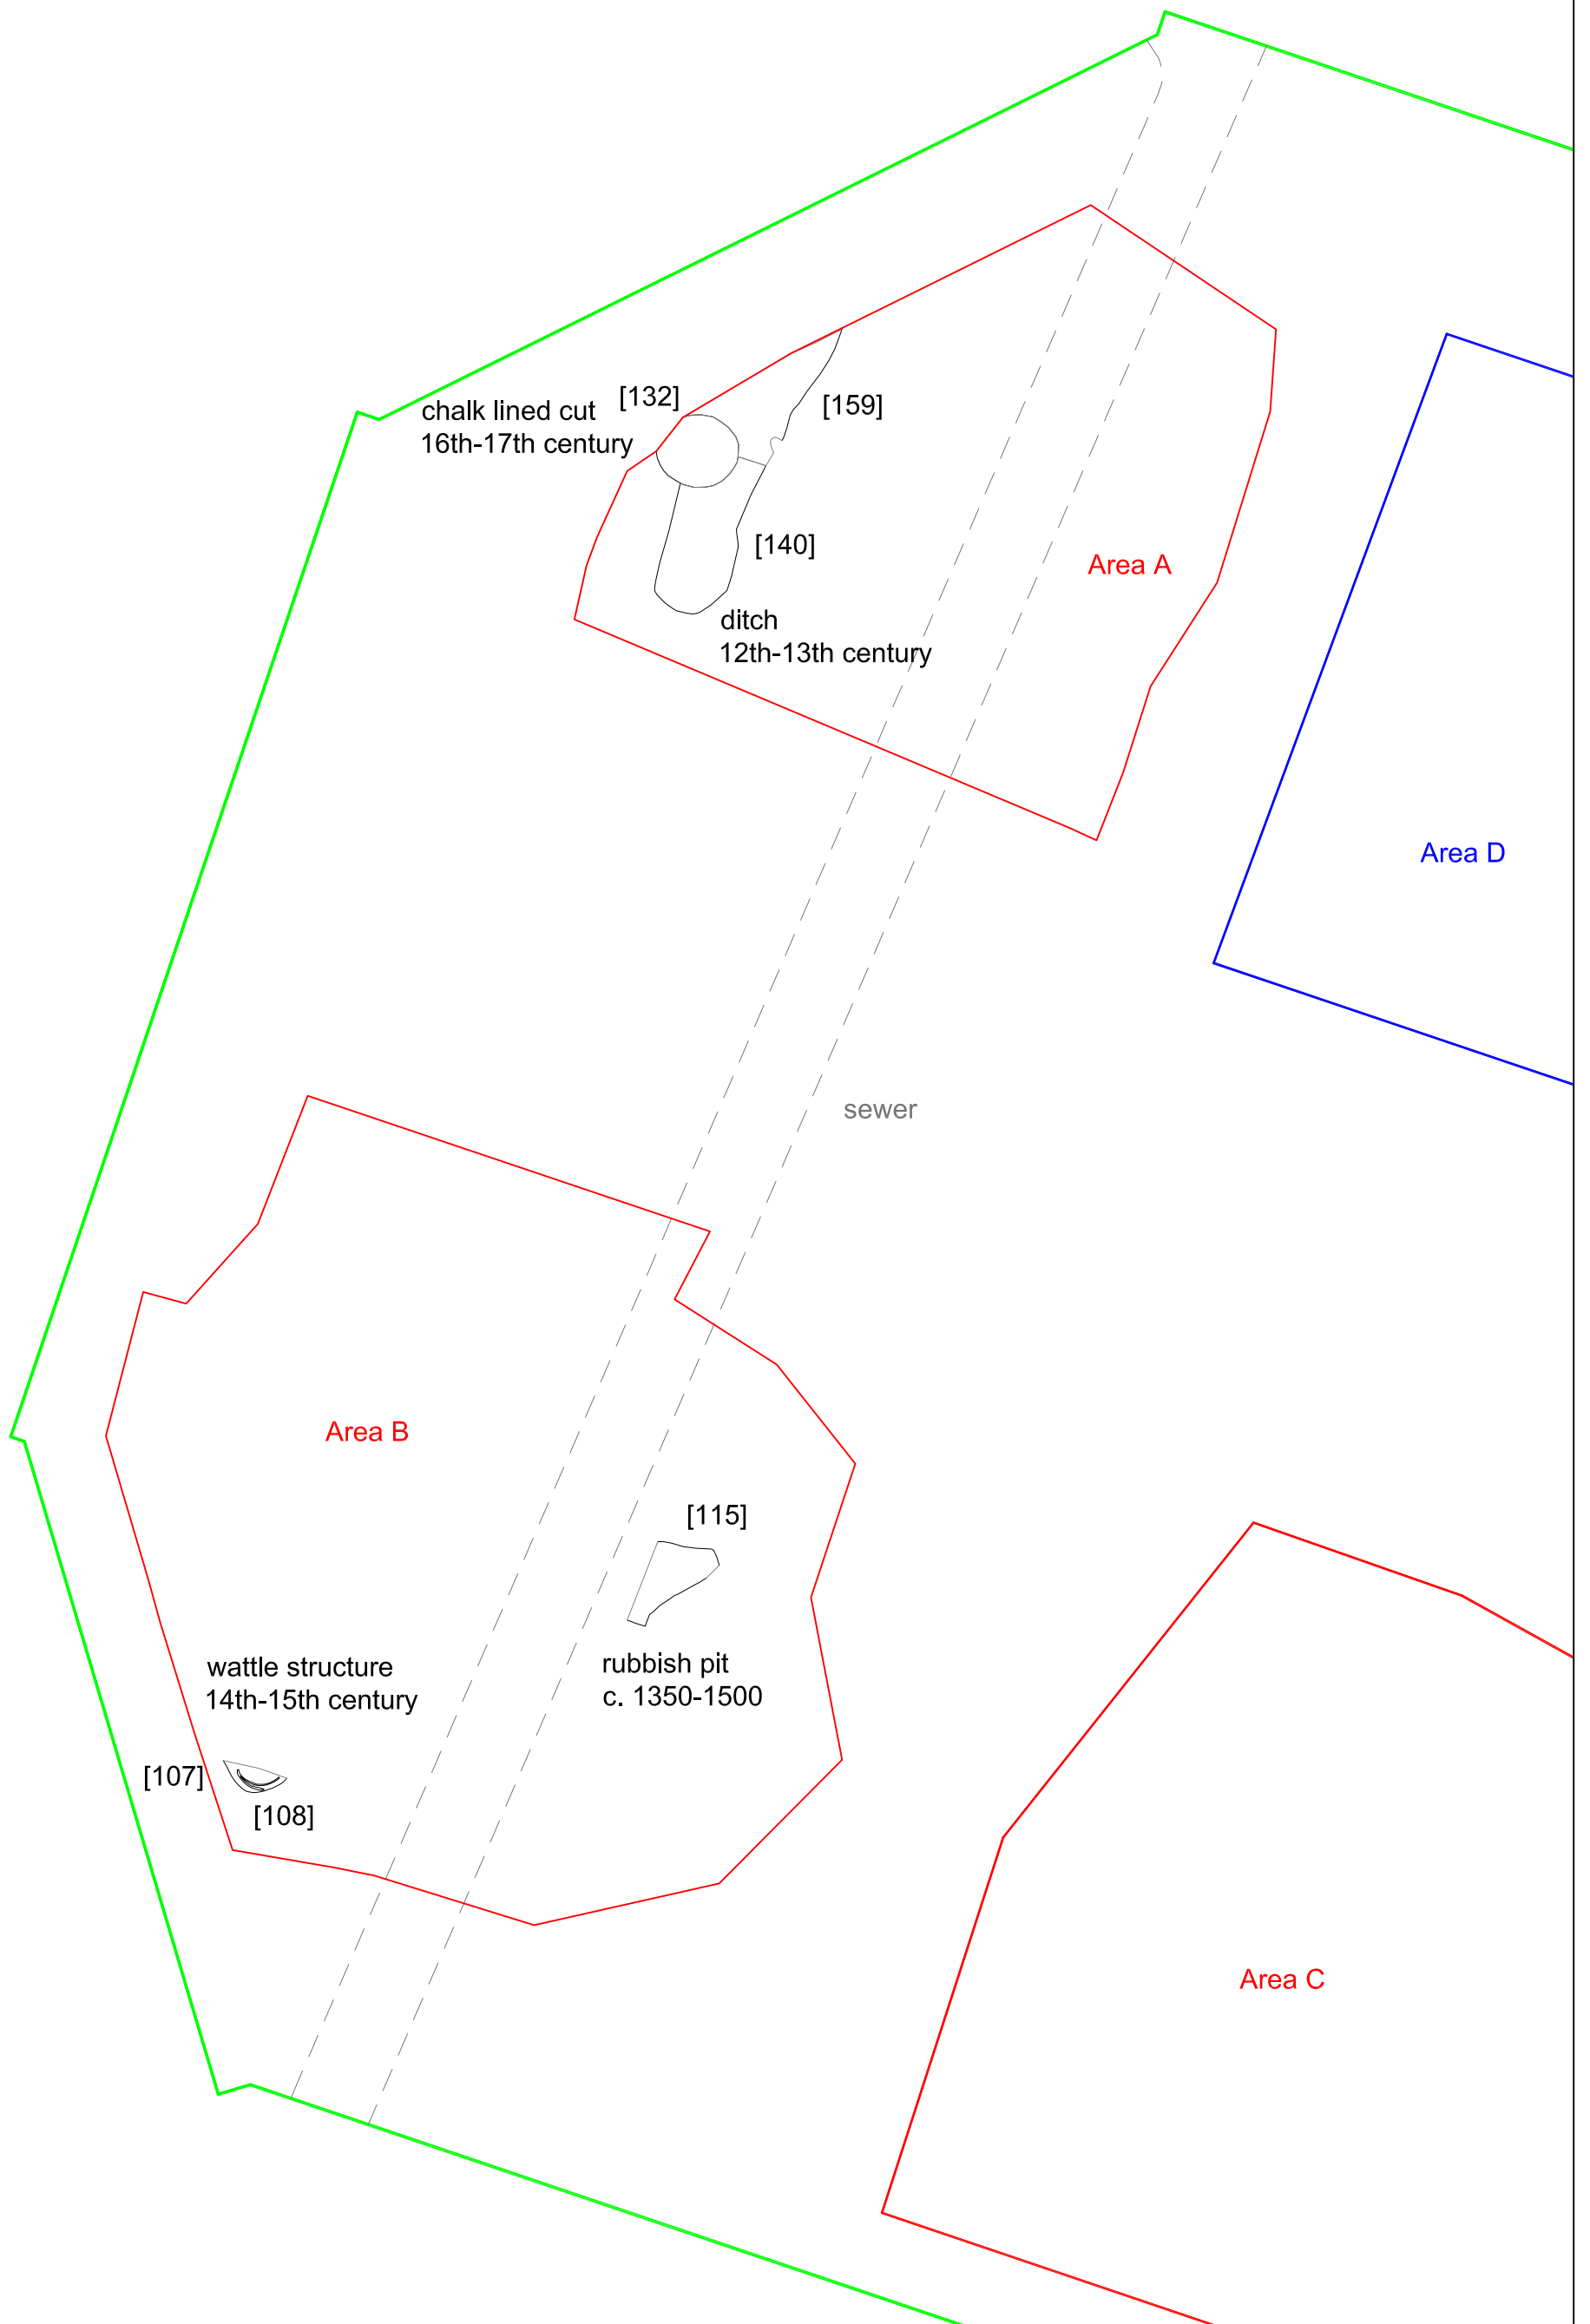 [132]
chalk lined cut
16th-17th century
[159]
[140]
Area A
ditch
12th-13th century
Area D
sewer
Area B
[115]
wattle structure
14th-15th century
rubbish pit
c. 1350-1500
[107]
[108]
Area C